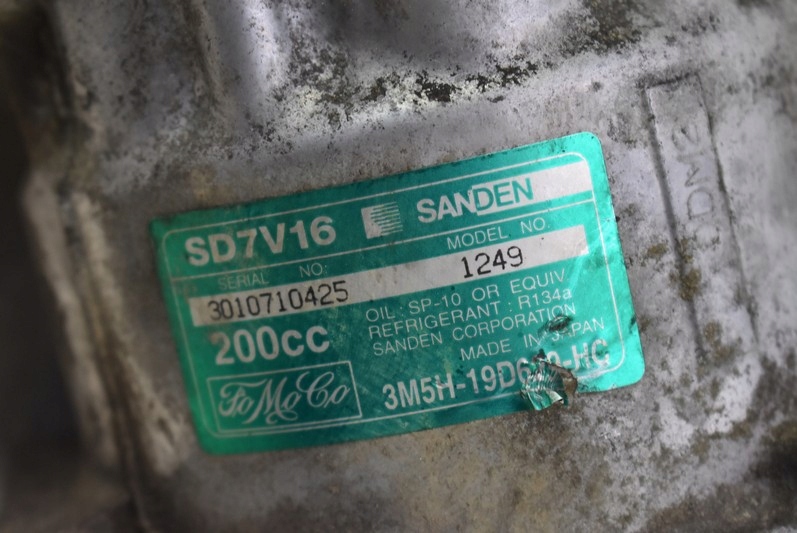 SD7V16 SANDEN
SERIAL NO. MODEL NO.
3010710425 1249
200cc
OIL : SP-10 OR EQUIV
REFRIGERANT : R134a
SANDEN CORPORATION
MADE IN JAPAN
FoMoCo